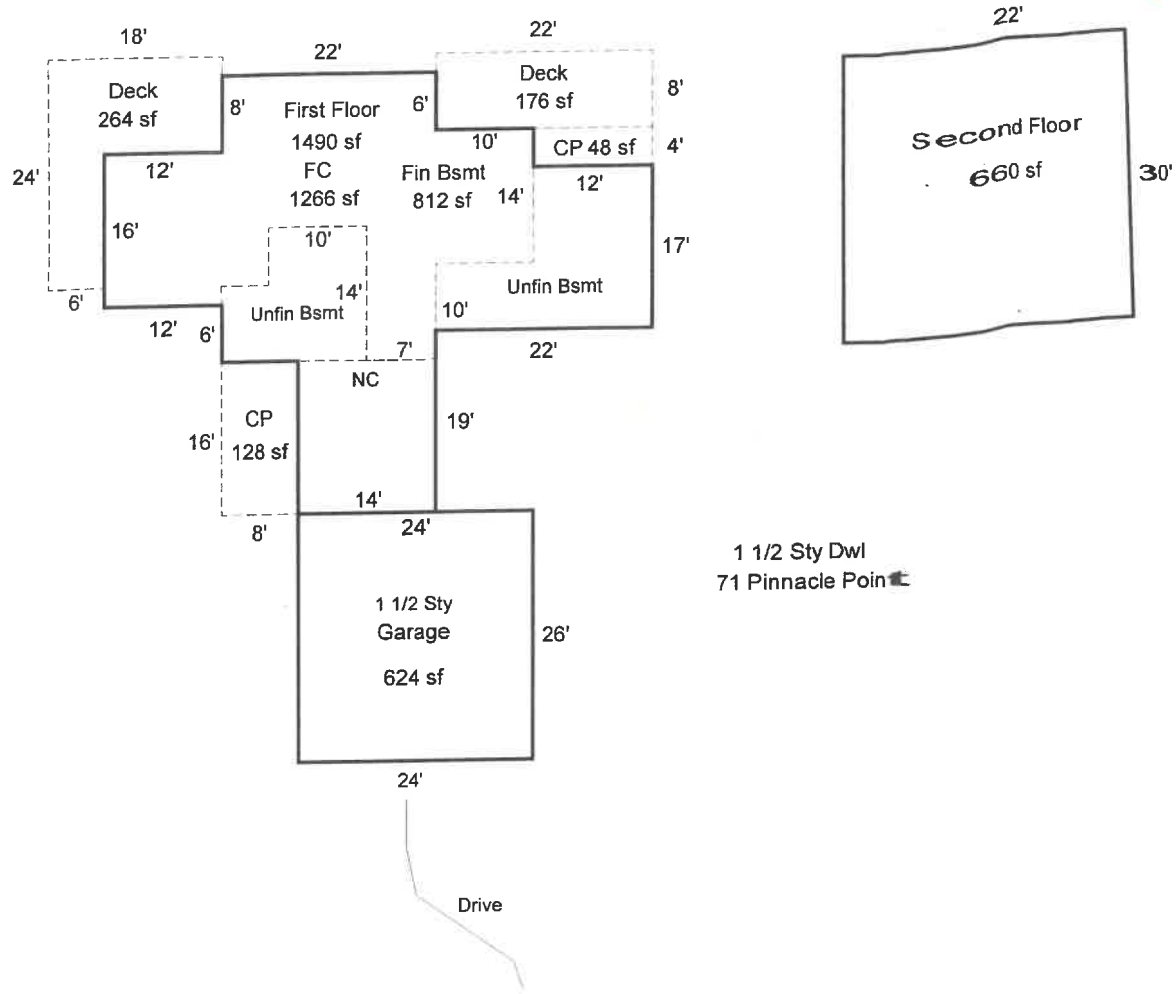 22'
18'
22'
22'
Deck
264 sf
8'
First Floor
1490 sf
FC
1266 sf
6'
Deck
176 sf
8'
10'
CP 48 sf
4'
24'
12'
Fin Bsmt
812 sf
14'
12'
16'
10'
17'
Unfin Bsmt
14'
Unfin Bsmt
10'
6'
12'
6'
7'
22'
NC
CP
128 sf
16'
19'
14'
8'
24'
1 1/2 Sty
Garage
624 sf
26'
24'
Drive
Second Floor
660 sf
30'
1 1/2 Sty Dwl
71 Pinnacle Point